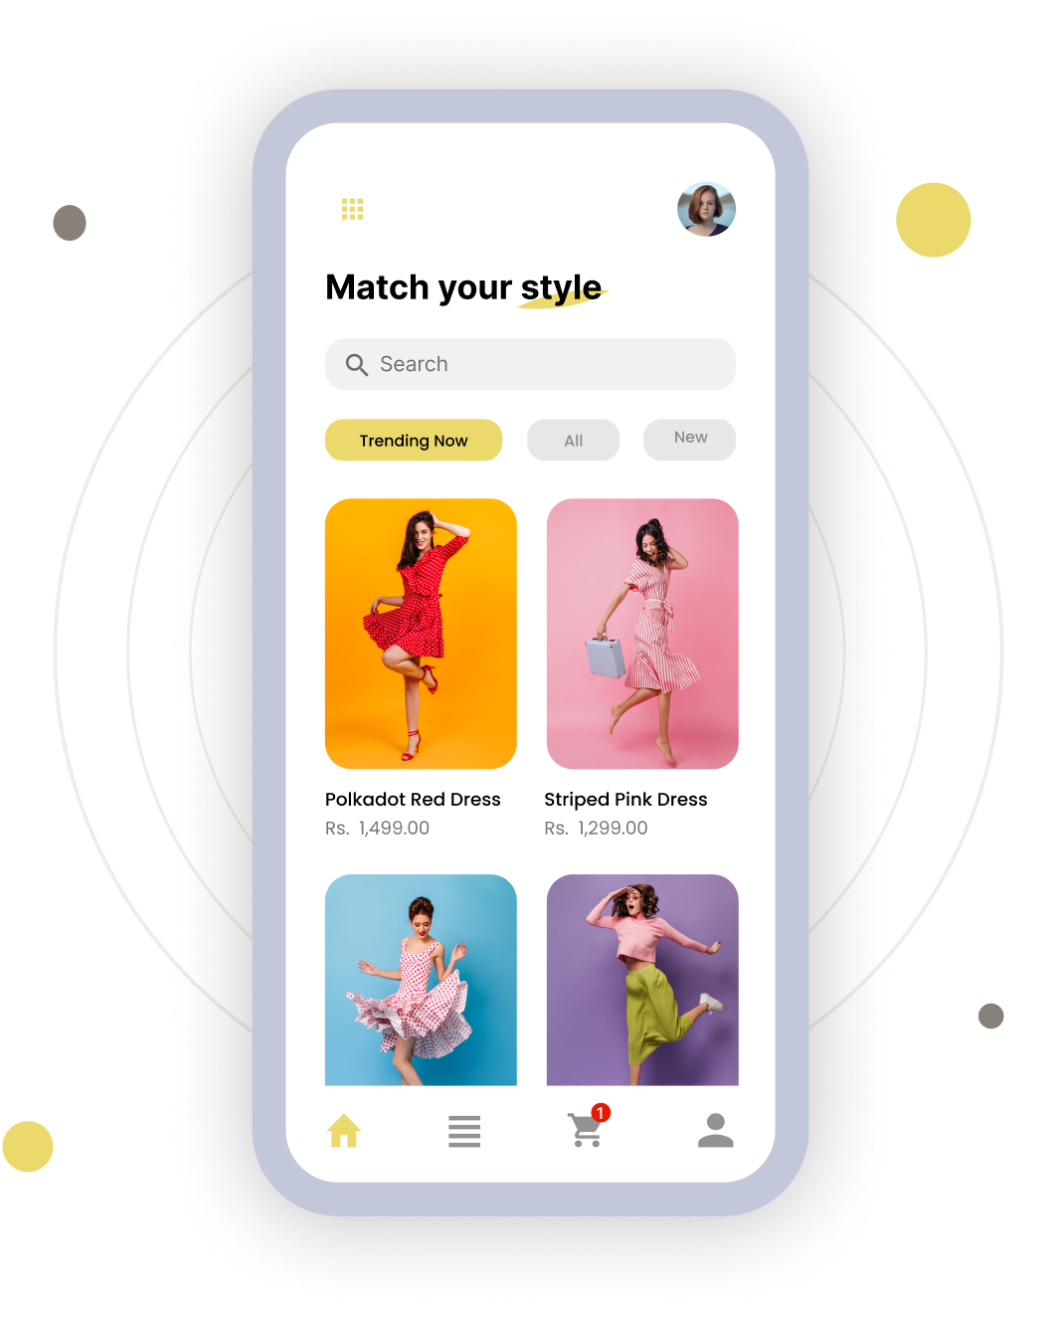 Match your style
Search
Trending Now
All
New
Polkadot Red Dress
Striped Pink Dress
Rs. 1,499.00
Rs. 1,299.00
1